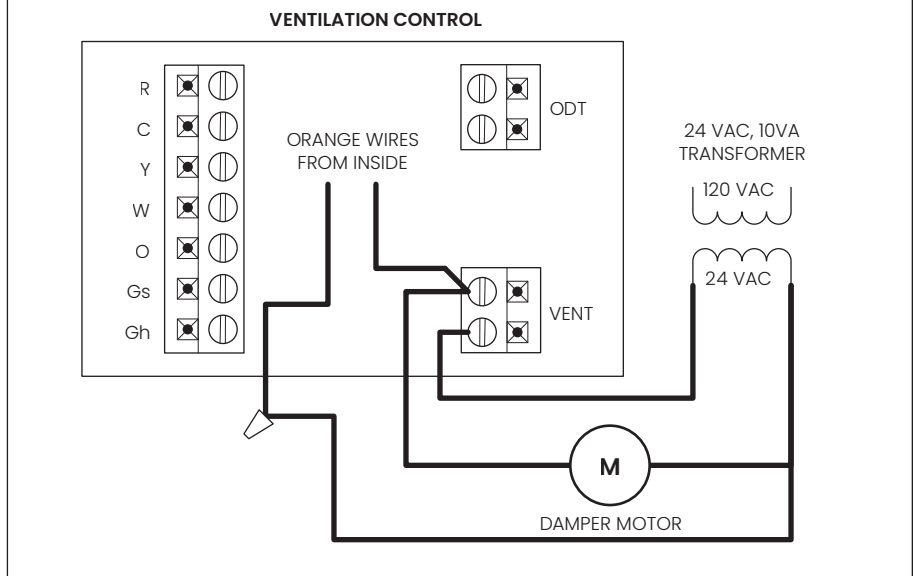 VENTILATION CONTROL
R
C
Y
W
O
Gs
Gh
ORANGE WIRES
FROM INSIDE
ODT
VENT
24 VAC, 10VA
TRANSFORMER
120 VAC
24 VAC
M
DAMPER MOTOR